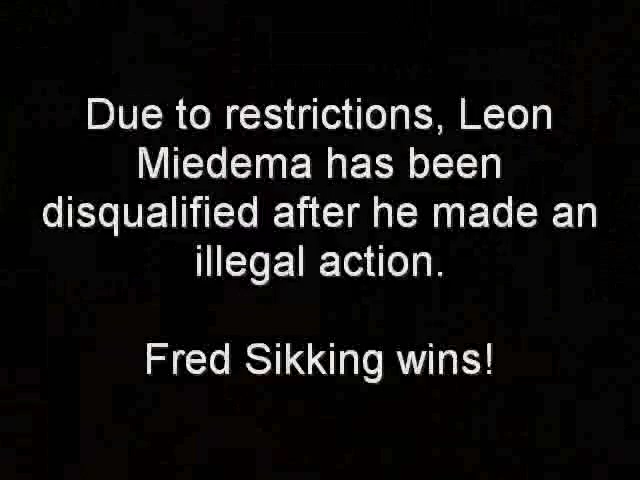 Due to restrictions, Leon
Miedema has been
disqualified after he made an
illegal action.
Fred Sikking wins!